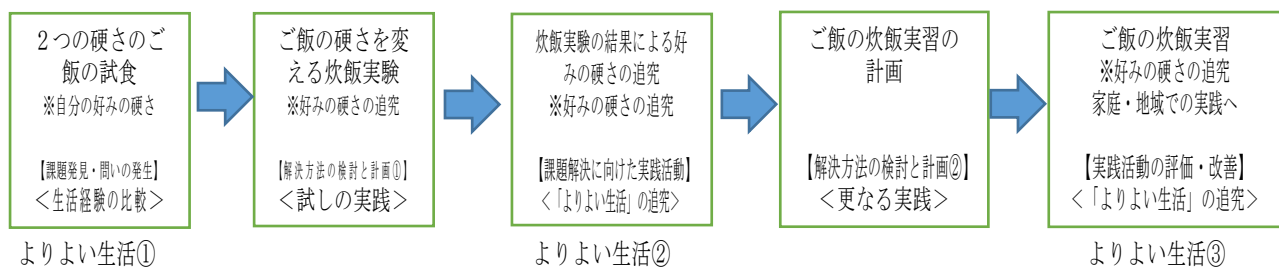 2つの硬さのご
飯の試食
※自分の好みの硬さ
【課題発見・問いの発生】
＜生活経験の比較＞
ご飯の硬さを変
える炊飯実験
※好みの硬さの追究
【解決方法の検討と計画①】
＜試しの実践＞
炊飯実験の結果による好
みの硬さの追究
※好みの硬さの追究
【課題解決に向けた実践活動】
＜「よりよい生活」の追究＞
ご飯の炊飯実習の
計画
【解決方法の検討と計画②】
＜更なる実践＞
ご飯の炊飯実習
※好みの硬さの追究
家庭・地域での実践へ
【実践活動の評価・改善】
＜「よりよい生活」の追究＞
よりよい生活①
よりよい生活②
よりよい生活③